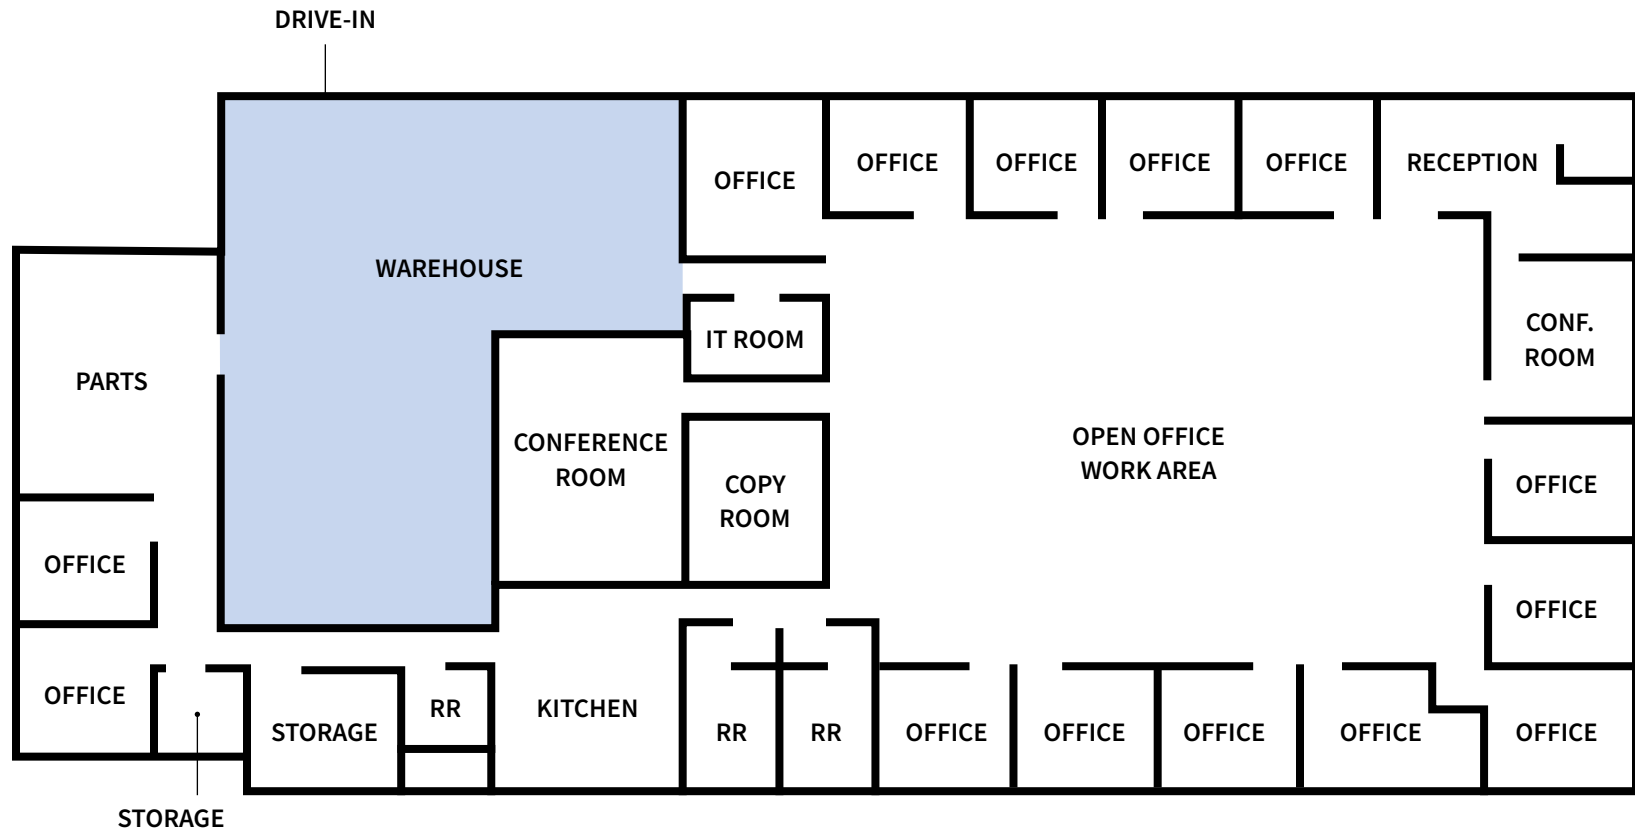 DRIVE-IN
OFFICE
OFFICE
OFFICE
OFFICE
RECEPTION
OFFICE
WAREHOUSE
CONF.
ROOM
IT ROOM
PARTS
OPEN OFFICE
WORK AREA
CONFERENCE
ROOM
COPY
ROOM
OFFICE
OFFICE
OFFICE
OFFICE
RR
KITCHEN
STORAGE
RR
RR
OFFICE
OFFICE
OFFICE
OFFICE
OFFICE
STORAGE